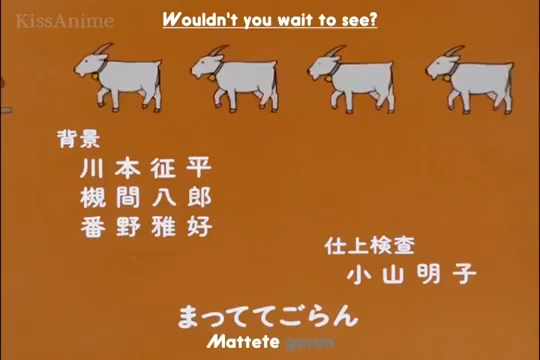 KissAnime
Wouldn't you wait to see?
背景
川本征平
槻間八郎
番野雅好
仕上検査
小山明子
まっててごらん
Mattete goran